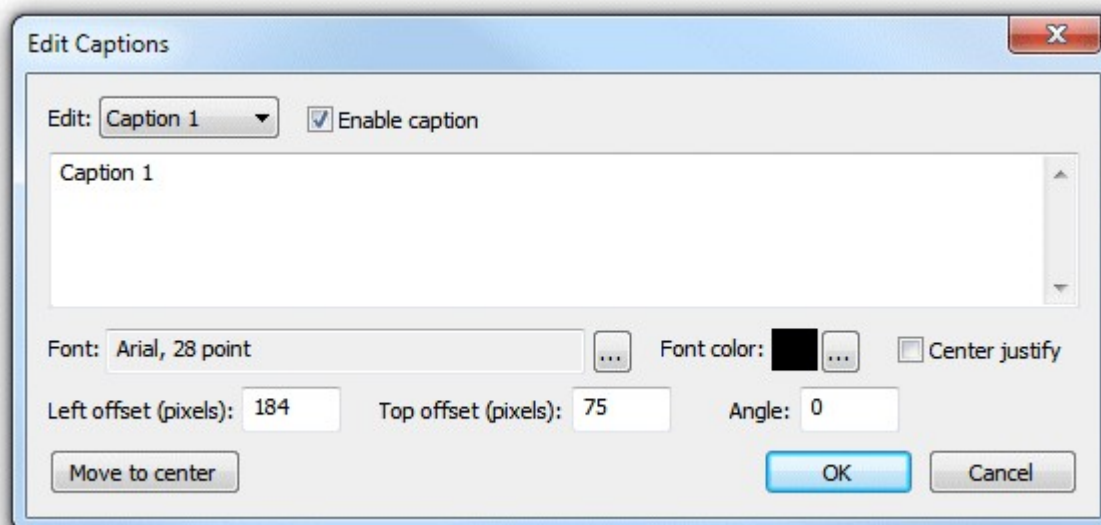 Edit Captions
Edit: Caption 1 Enable caption
Caption 1
Font: Arial, 28 point ... Font color: ... Center justify
Left offset (pixels): 184 Top offset (pixels): 75 Angle: 0
Move to center OK Cancel